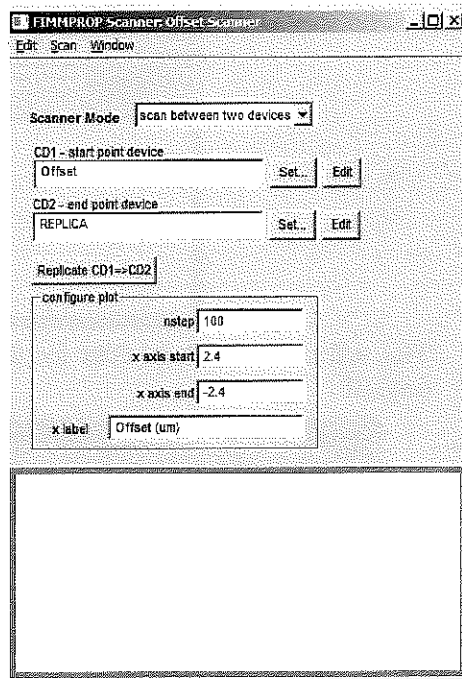 FIMMPROP Scanner: Offset Scanner
Edit Scan Window
Scanner Mode scan between two devices
CD1 - start point device
Offset Set... Edit
CD2 - end point device
REPLICA Set... Edit
Replicate CD1=>CD2
configure plot
nstep 100
x axis start 2.4
x axis end -2.4
x label Offset (um)